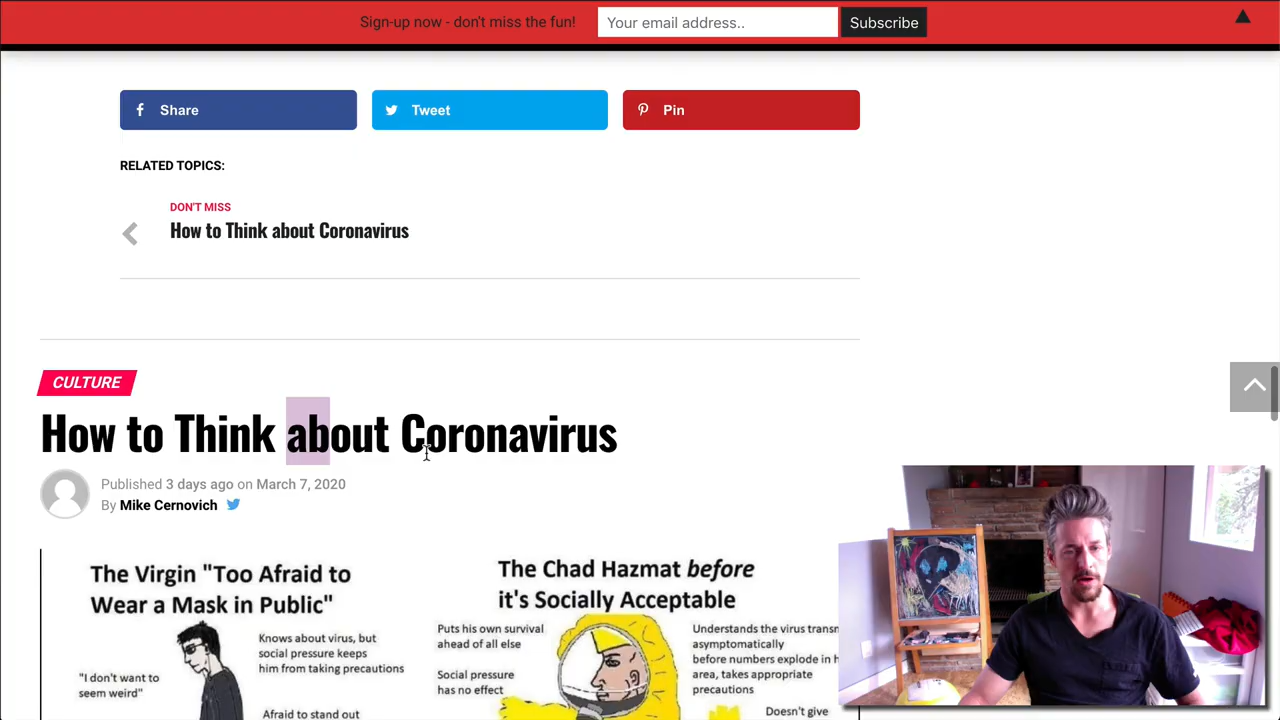 Sign-up now - don't miss the fun!
Your email address..
Subscribe
Share
Tweet
Pin
RELATED TOPICS:
DON'T MISS
How to Think about Coronavirus
CULTURE
How to Think about Coronavirus
Published 3 days ago on March 7, 2020
By Mike Cernovich
The Virgin "Too Afraid to
Wear a Mask in Public"
Knows about virus, but
social pressure keeps
him from taking precautions
"I don't want to
seem weird"
Afraid to stand out
The Chad Hazmat before
it's Socially Acceptable
Puts his own survival
ahead of all else
Social pressure
has no effect
Understands the virus
asymptomatically
before numbers explode in
area, takes appropriate
precautions
Doesn't give